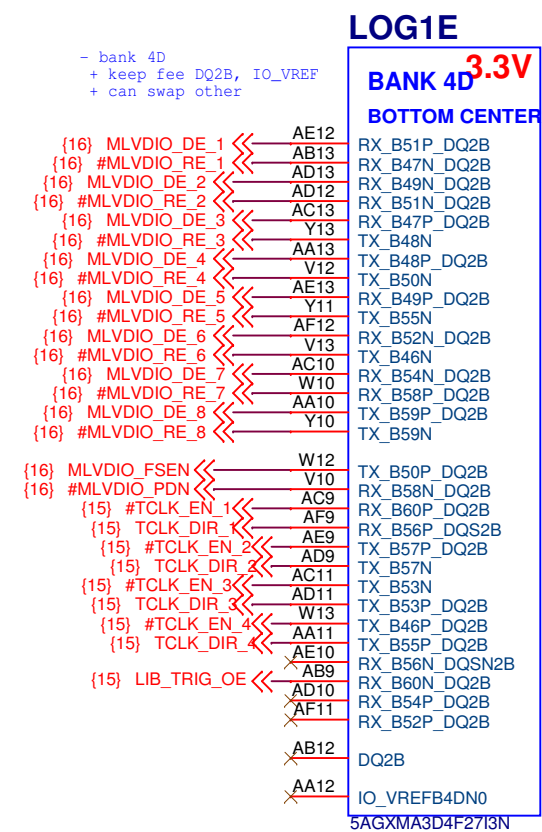 LOG1E
- bank 4D
+ keep fee DQ2B, IO_VREF
+ can swap other
3.3V
BANK 4D
BOTTOM CENTER
{16} MLVDIO_DE_1 AE12 RX_B51P_DQ2B
{16} #MLVDIO_RE_1 AB13 RX_B47N_DQ2B
{16} MLVDIO_DE_2 AD13 RX_B49N_DQ2B
{16} #MLVDIO_RE_2 AD12 RX_B51N_DQ2B
{16} MLVDIO_DE_3 AC13 RX_B47P_DQ2B
{16} #MLVDIO_RE_3 Y13 TX_B48N
{16} MLVDIO_DE_4 AA13 TX_B48P_DQ2B
{16} #MLVDIO_RE_4 V12 TX_B50N
{16} MLVDIO_DE_5 AE13 RX_B49P_DQ2B
{16} #MLVDIO_RE_5 Y11 TX_B55N
{16} MLVDIO_DE_6 AF12 RX_B52N_DQ2B
{16} #MLVDIO_RE_6 V13 TX_B46N
{16} MLVDIO_DE_7 AC10 RX_B54N_DQ2B
{16} #MLVDIO_RE_7 W10 RX_B58P_DQ2B
{16} MLVDIO_DE_8 AA10 TX_B59P_DQ2B
{16} #MLVDIO_RE_8 Y10 TX_B59N
{16} MLVDIO_FSEN W12 TX_B50P_DQ2B
{16} #MLVDIO_PDN V10 RX_B58N_DQ2B
{15} #TCLK_EN_1 AC9 RX_B60P_DQ2B
{15} TCLK_DIR_1 AF9 RX_B56P_DQS2B
{15} #TCLK_EN_2 AE9 TX_B57P_DQ2B
{15} TCLK_DIR_2 AD9 TX_B57N
{15} #TCLK_EN_3 AC11 TX_B53N
{15} TCLK_DIR_3 AD11 TX_B53P_DQ2B
{15} #TCLK_EN_4 W13 TX_B46P_DQ2B
{15} TCLK_DIR_4 AA11 TX_B55P_DQ2B
AE10 RX_B56N_DQSN2B
{15} LIB_TRIG_OE AB9 RX_B60N_DQ2B
AD10 RX_B54P_DQ2B
AF11 RX_B52P_DQ2B
AB12 DQ2B
AA12 IO_VREFB4DN0
5AGXMA3D4F27I3N